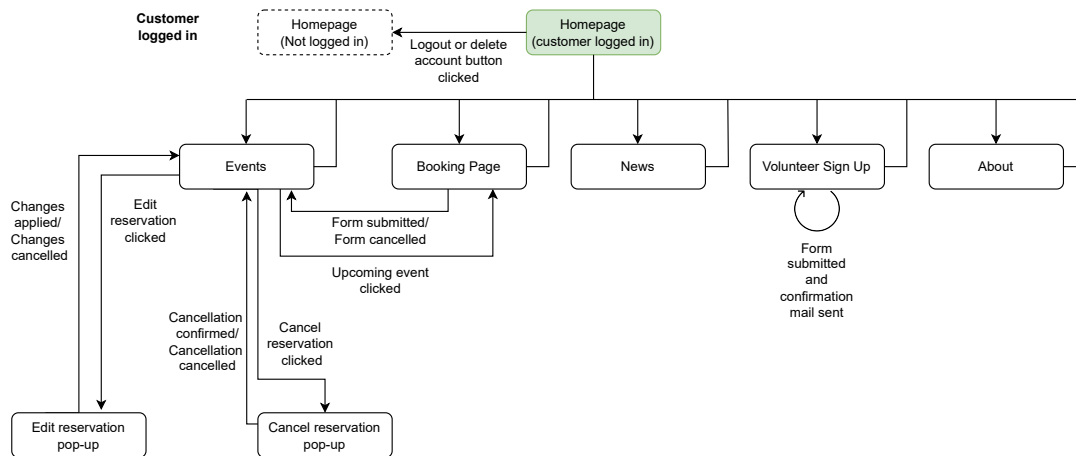 Customer
logged in
Homepage
(Not logged in)
Homepage
(customer logged in)
Logout or delete
account button
clicked
Events
Booking Page
News
Volunteer Sign Up
About
Changes
applied/
Changes
cancelled
Edit
reservation
clicked
Form submitted/
Form cancelled
Upcoming event
clicked
Form
submitted
and
confirmation
mail sent
Cancellation
confirmed/
Cancellation
cancelled
Cancel
reservation
clicked
Edit reservation
pop-up
Cancel reservation
pop-up